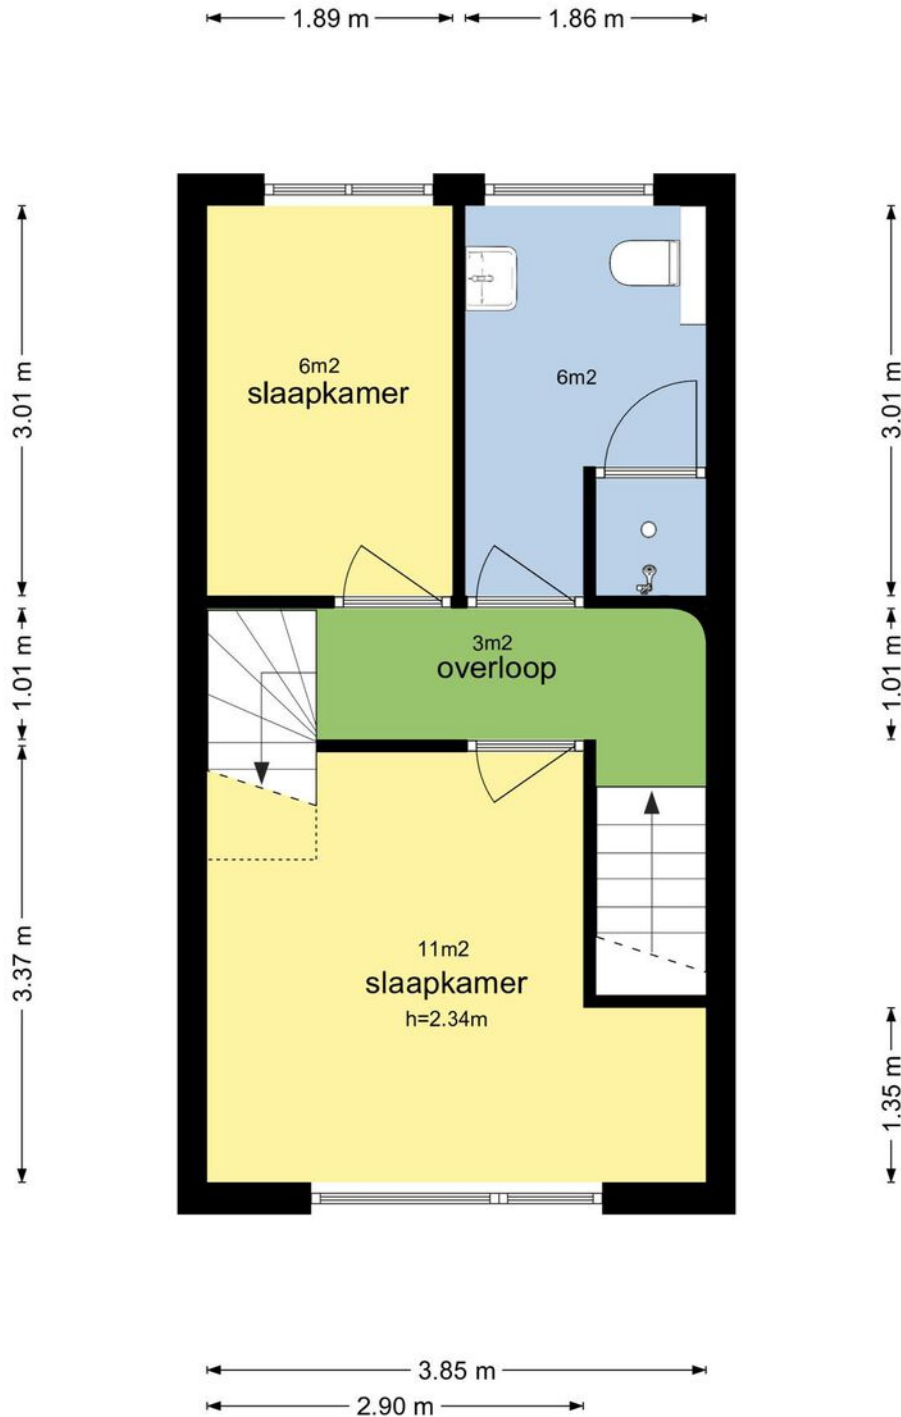 1.89 m
1.86 m
3.01 m
3.01 m
6m2
slaapkamer
6m2
1.01 m
1.01 m
3m2
overloop
3.37 m
11m2
slaapkamer
h=2.34m
1.35 m
3.85 m
2.90 m